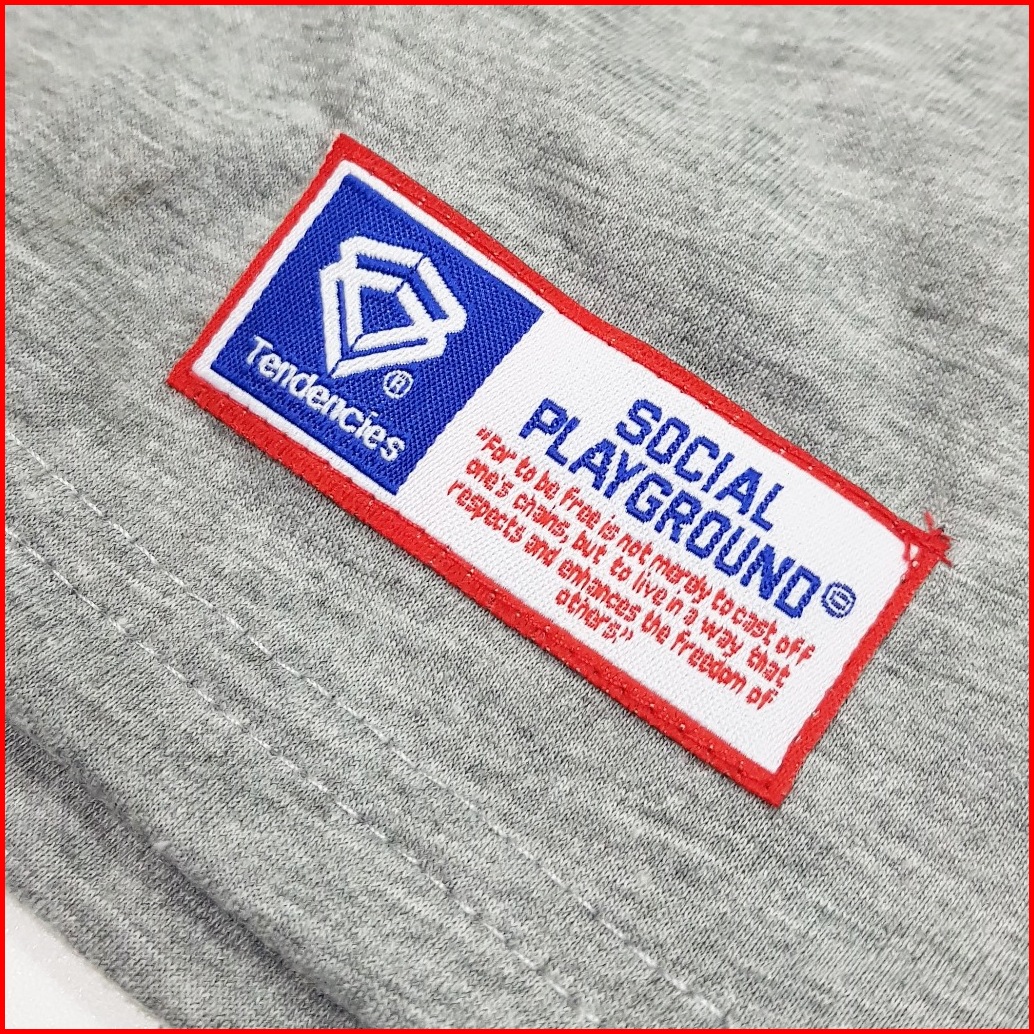 Tendencies®
SOCIAL
PLAYGROUND®
"For to be free is not merely to cast off
one's chains, but, to live in a way that
respects and enhances the freedom of
others."